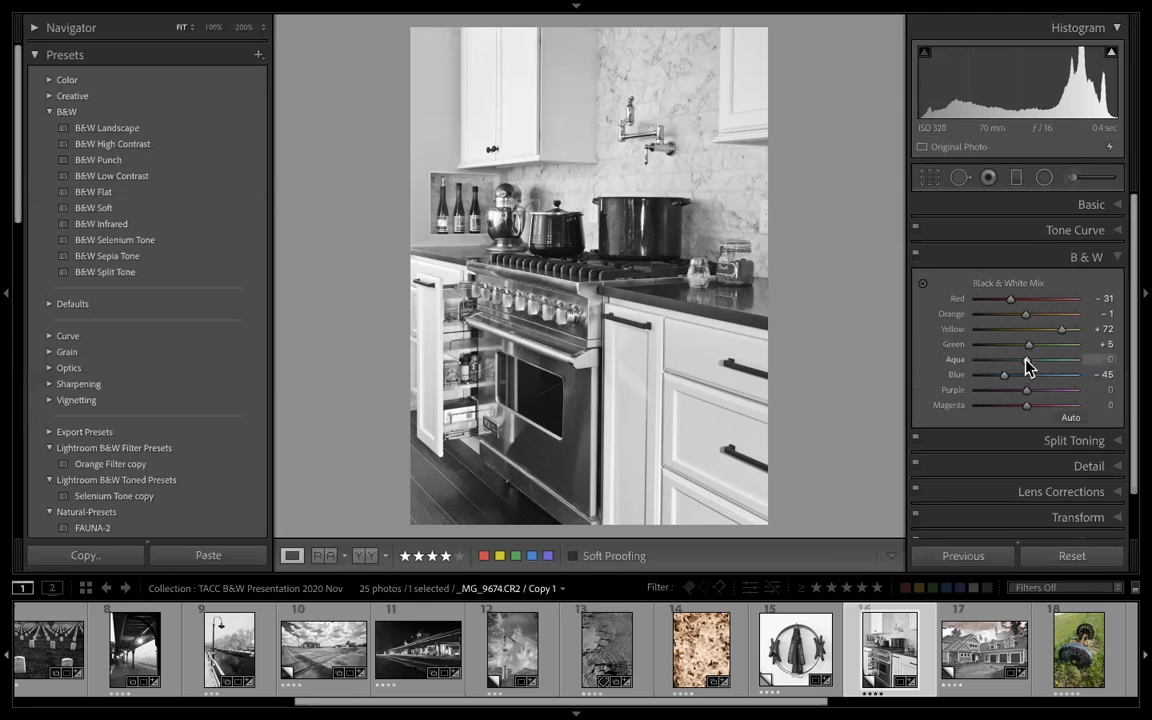 Navigator FIT 100% 200%
Presets
Color
Creative
B&W
B&W Landscape
B&W High Contrast
B&W Punch
B&W Low Contrast
B&W Flat
B&W Soft
B&W Infrared
B&W Selenium Tone
B&W Sepia Tone
B&W Split Tone
Defaults
Curve
Grain
Optics
Sharpening
Vignetting
Export Presets
Lightroom B&W Filter Presets
Orange Filter copy
Lightroom B&W Toned Presets
Selenium Tone copy
Natural-Presets
FAUNA-2
Copy... Paste
R A Y Y Soft Proofing
Histogram
ISO 320 70 mm ƒ / 16 0.4 sec
Original Photo
Basic
Tone Curve
B & W
Black & White Mix
Red - 31
Orange - 1
Yellow + 72
Green + 5
Aqua 0
Blue - 45
Purple 0
Magenta 0
Auto
Split Toning
Detail
Lens Corrections
Transform
Previous Reset
1 2 Collection : TACC B&W Presentation 2020 Nov 25 photos / 1 selected / _MG_9674.CR2 / Copy 1 Filter : ≥ Filters Off
8 9 10 11 12 13 14 15 16 17 18